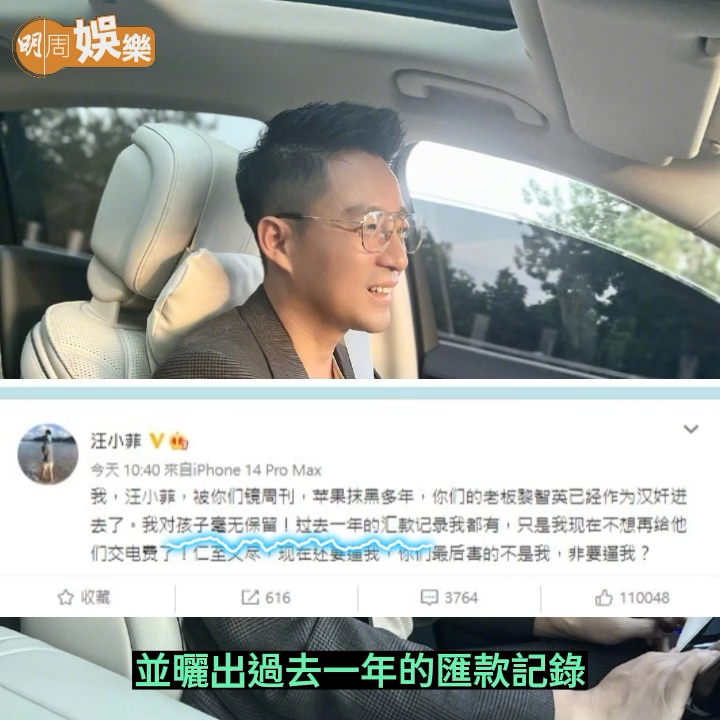 明周娛樂
汪小菲
今天 10:40 來自iPhone 14 Pro Max
我，汪小菲，被你们镜周刊，苹果抹黑多年，你们的老板黎智英已经作为汉奸进
去了。我对孩子毫无保留！过去一年的汇款记录我都有，只是我现在不想再给他
们交电费了！仁至义尽，现在还要逼我，你们最后害的不是我，非要逼我？
收藏
616
3764
110048
並曬出過去一年的匯款記錄